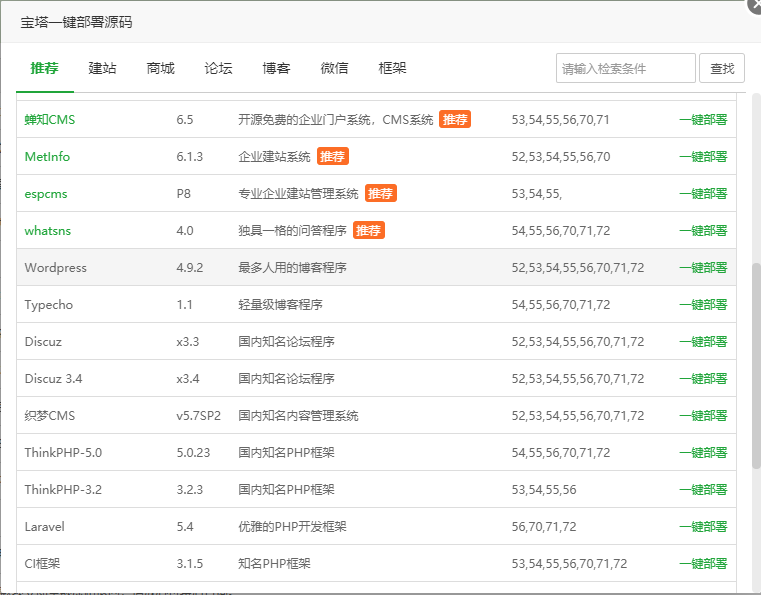 宝塔一键部署源码
推荐 建站 商城 论坛 博客 微信 框架 请输入检索条件 查找
蝉知CMS 6.5 开源免费的企业门户系统，CMS系统 推荐 53,54,55,56,70,71 一键部署
MetInfo 6.1.3 企业建站系统 推荐 52,53,54,55,56,70 一键部署
espcms P8 专业企业建站管理系统 推荐 53,54,55, 一键部署
whatsns 4.0 独具一格的问答程序 推荐 54,55,56,70,71,72 一键部署
Wordpress 4.9.2 最多人用的博客程序 52,53,54,55,56,70,71,72 一键部署
Typecho 1.1 轻量级博客程序 54,55,56,70,71,72 一键部署
Discuz x3.3 国内知名论坛程序 52,53,54,55,56,70,71,72 一键部署
Discuz 3.4 x3.4 国内知名论坛程序 52,53,54,55,56,70,71,72 一键部署
织梦CMS v5.7SP2 国内知名内容管理系统 52,53,54,55,56,70,71,72 一键部署
ThinkPHP-5.0 5.0.23 国内知名PHP框架 54,55,56,70,71,72 一键部署
ThinkPHP-3.2 3.2.3 国内知名PHP框架 53,54,55,56 一键部署
Laravel 5.4 优雅的PHP开发框架 56,70,71,72 一键部署
CI框架 3.1.5 知名PHP框架 53,54,55,56,70,71,72 一键部署